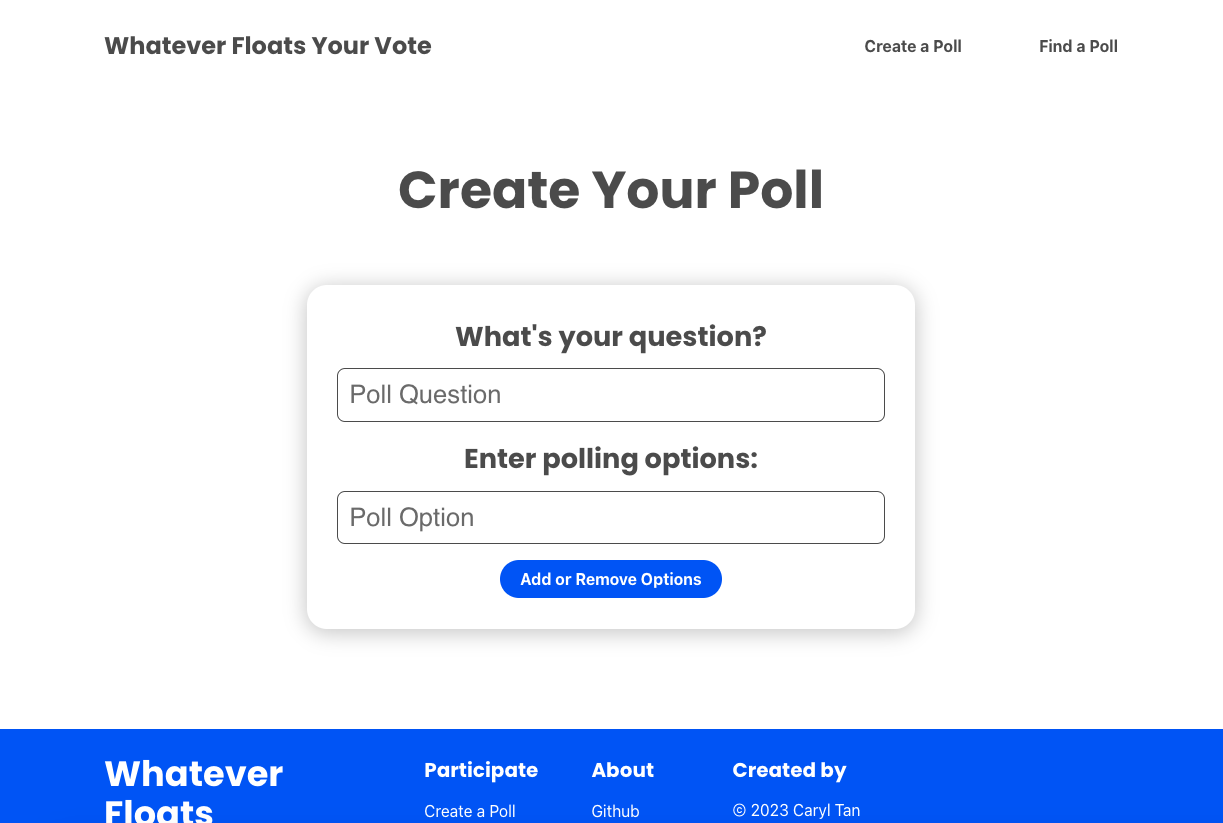 Whatever Floats Your Vote
Create a Poll
Find a Poll
Create Your Poll
What's your question?
Poll Question
Enter polling options:
Poll Option
Add or Remove Options
Whatever
Floats
Participate
Create a Poll
About
Github
Created by
© 2023 Caryl Tan